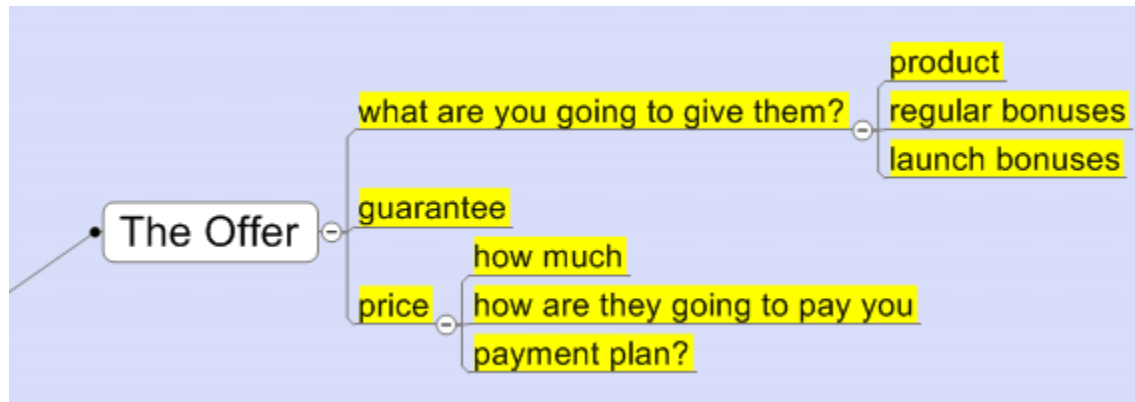 The Offer
what are you going to give them?
product
regular bonuses
launch bonuses
guarantee
price
how much
how are they going to pay you
payment plan?